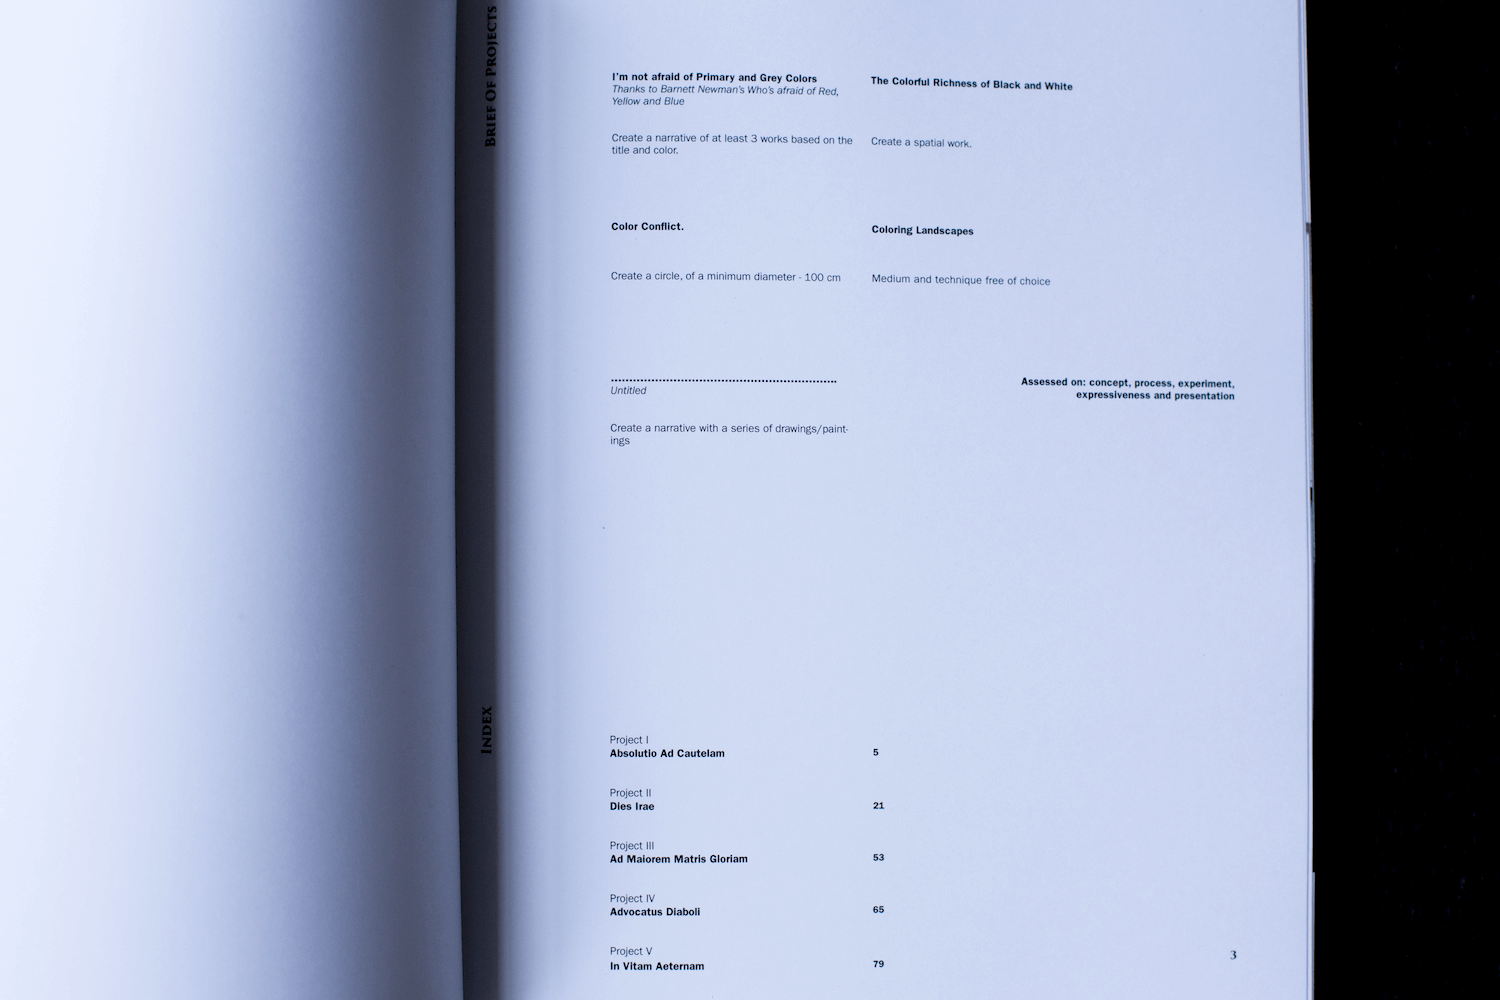 BRIEF OF PROJECTS
I'm not afraid of Primary and Grey Colors
Thanks to Barnett Newman's Who's afraid of Red,
Yellow and Blue
Create a narrative of at least 3 works based on the
title and color.
The Colorful Richness of Black and White
Create a spatial work.
Color Conflict.
Create a circle, of a minimum diameter - 100 cm
Coloring Landscapes
Medium and technique free of choice
..............................................................
Untitled
Create a narrative with a series of drawings/paint-
ings
Assessed on: concept, process, experiment,
expressiveness and presentation
INDEX
Project I
Absolutio Ad Cautelam 5
Project II
Dies Irae 21
Project III
Ad Maiorem Matris Gloriam 53
Project IV
Advocatus Diaboli 65
Project V
In Vitam Aeternam 79
3